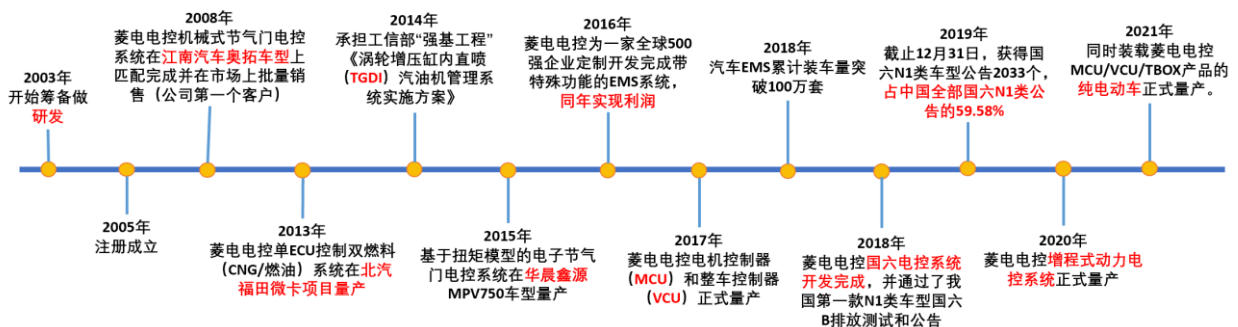 2003年
开始筹备做
研发
2005年
注册成立
2008年
菱电电控机械式节气门电控
系统在江南汽车奥拓车型上
匹配完成并在市场上批量销
售（公司第一个客户）
2013年
菱电电控单ECU控制双燃料
（CNG/燃油）系统在北汽
福田微卡项目量产
2014年
承担工信部“强基工程”
《涡轮增压缸内直喷
（TGDI）汽油机管理系
统实施方案》
2015年
基于扭矩模型的电子节气
门电控系统在华晨鑫源
MPV750车型量产
2016年
菱电电控为一家全球500
强企业定制开发完成带
特殊功能的EMS系统，
同年实现利润
2017年
菱电电控电机控制器
（MCU）和整车控制器
（VCU）正式量产
2018年
汽车EMS累计装车量突
破100万套
2018年
菱电电控国六电控系统
开发完成，并通过了我
国第一款N1类车型国六
B排放测试和公告
2019年
截止12月31日，获得国
六N1类车型公告2033个，
占中国全部国六N1类公
告的59.58%
2020年
菱电电控增程式动力电
控系统正式量产
2021年
同时装载菱电电控
MCU/VCU/TBOX产品的
纯电动车正式量产。